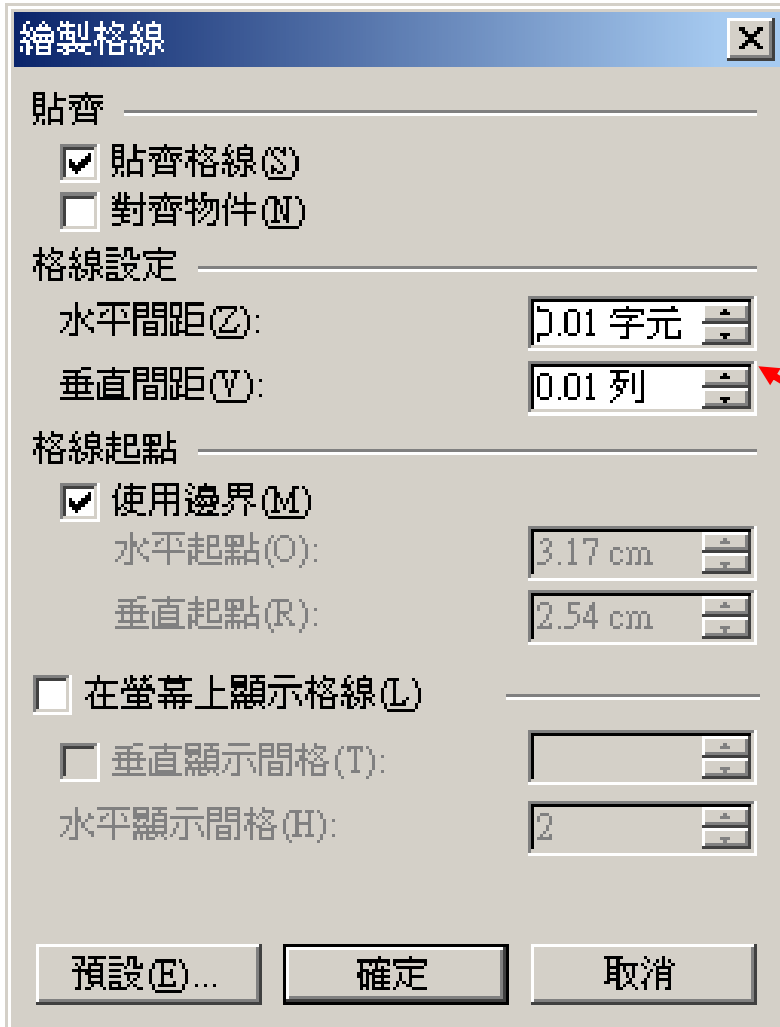 繪製格線
貼齊
貼齊格線(S)
對齊物件(N)
格線設定
水平間距(Z): 0.01 字元
垂直間距(V): 0.01 列
格線起點
使用邊界(M)
水平起點(O): 3.17 cm
垂直起點(R): 2.54 cm
在螢幕上顯示格線(L)
垂直顯示間格(T):
水平顯示間格(H): 2
預設(E)... 確定 取消